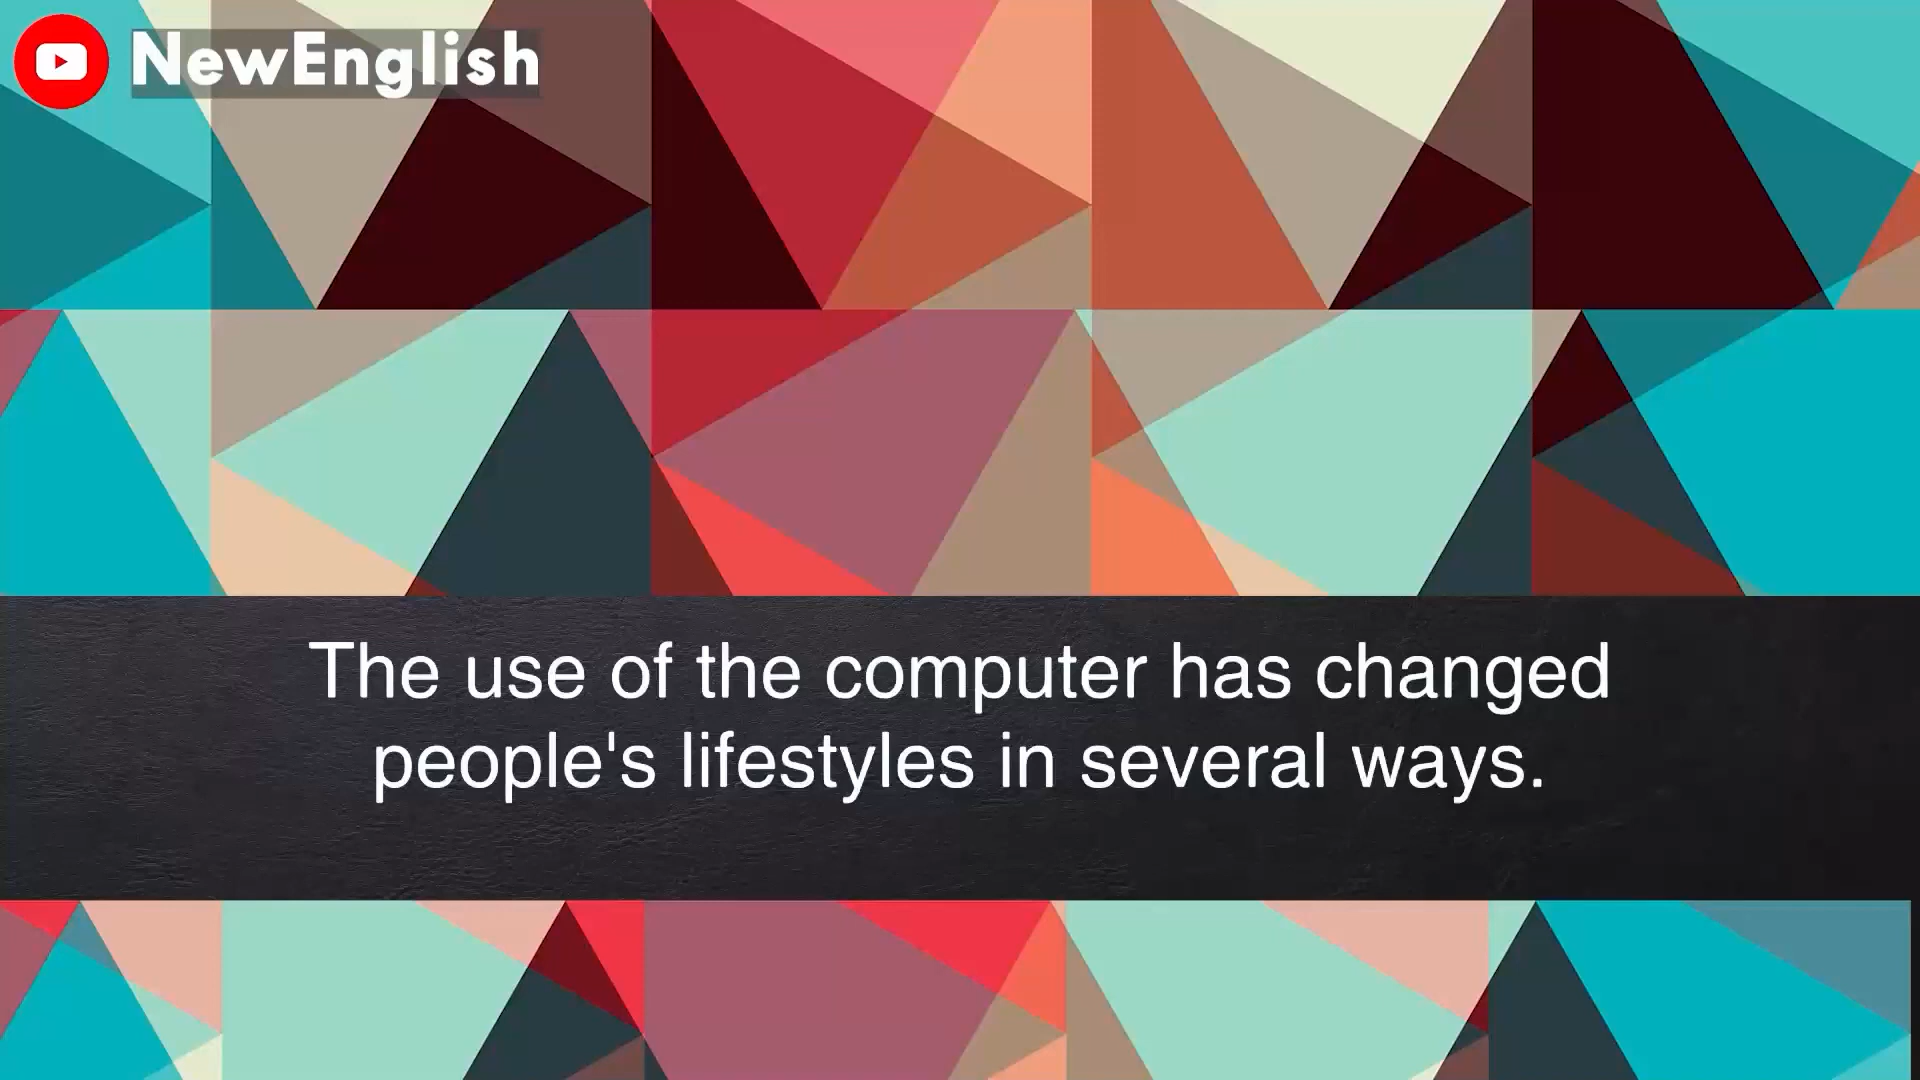 NewEnglish
The use of the computer has changed
people's lifestyles in several ways.